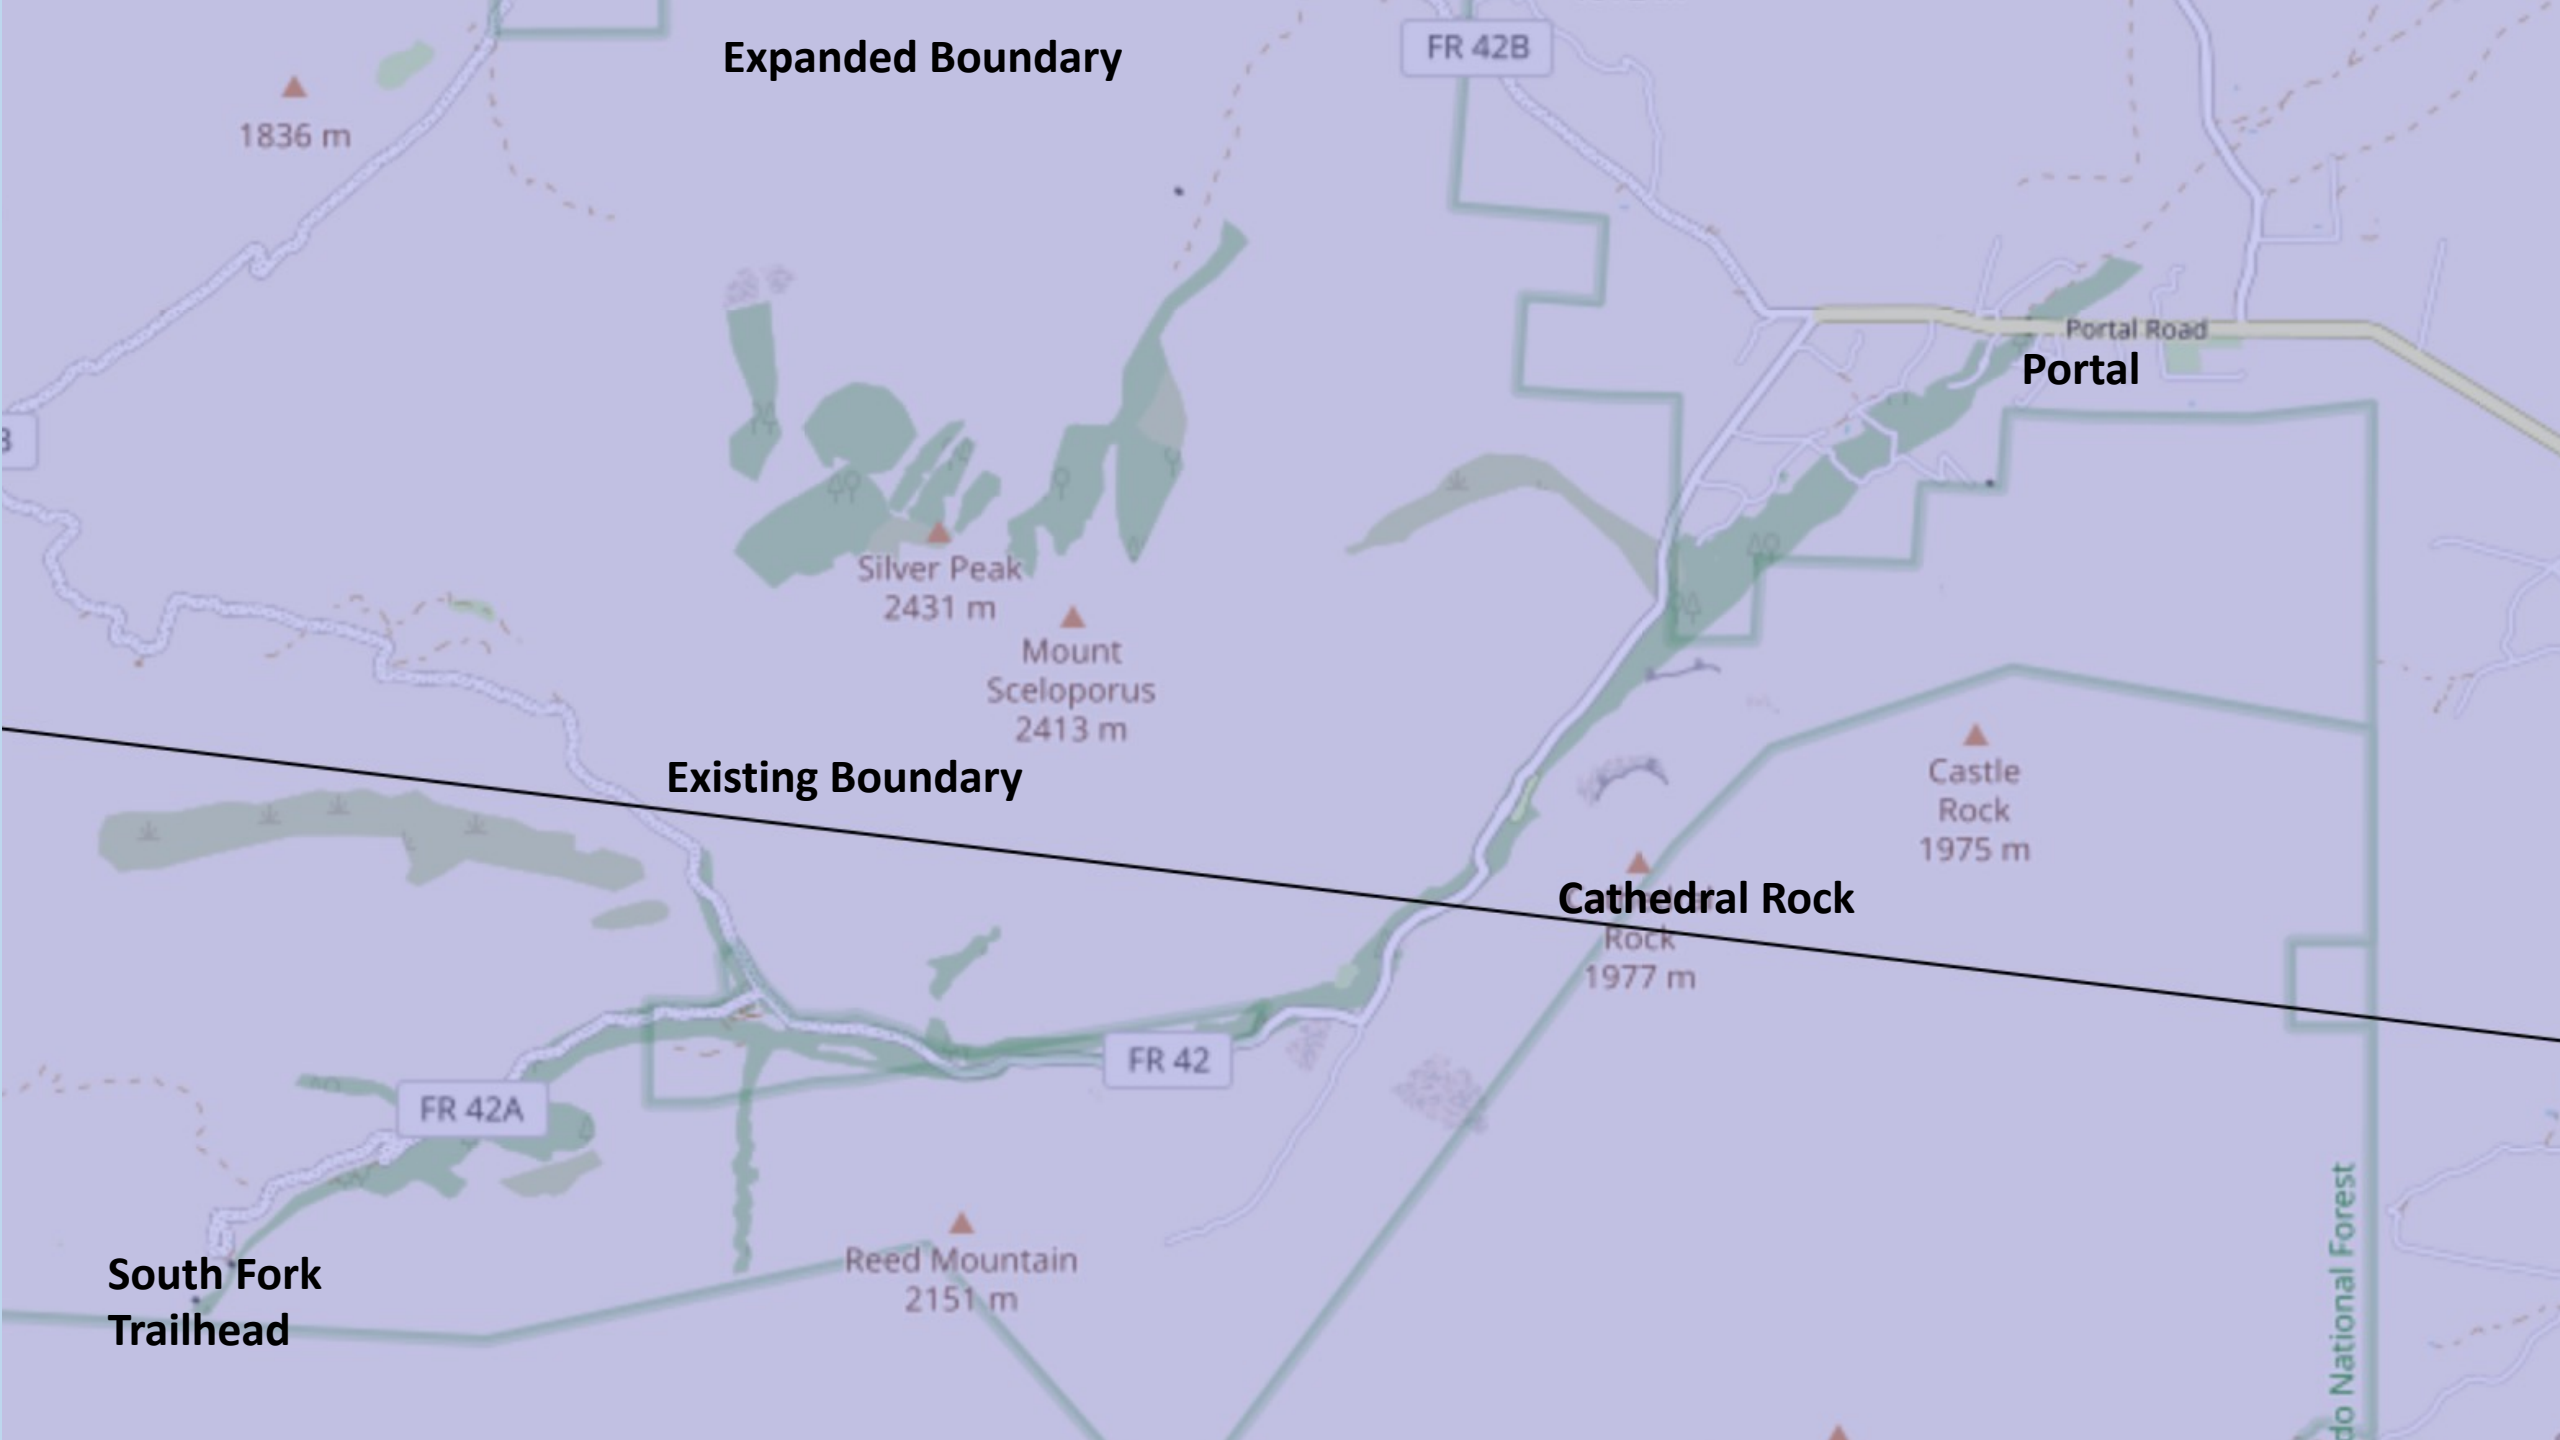 Expanded Boundary
FR 42B
1836 m
Portal Road
Portal
Silver Peak
2431 m
Mount
Sceloporus
2413 m
Existing Boundary
Castle
Rock
1975 m
Cathedral Rock
Rock
1977 m
FR 42
FR 42A
Reed Mountain
2151 m
South Fork
Trailhead
do National Forest